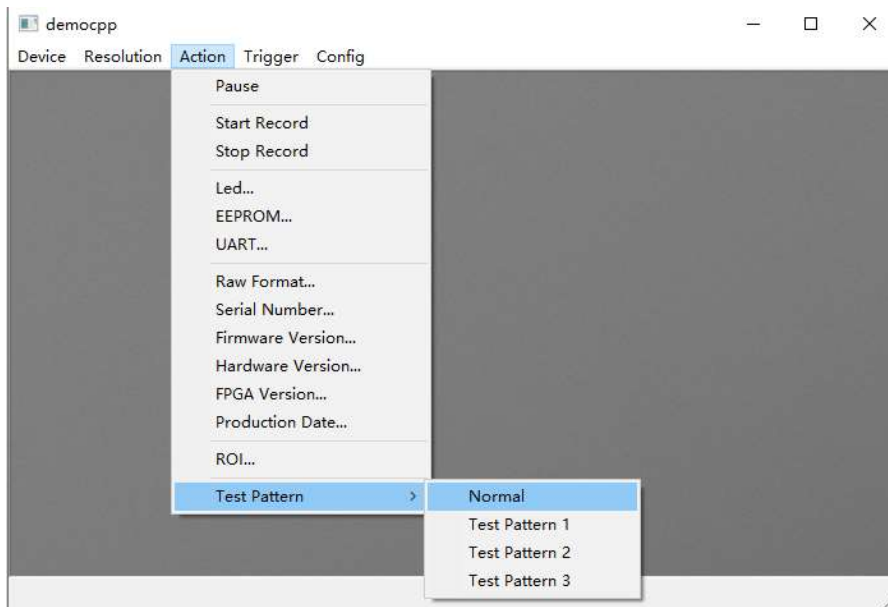 democpp
Device Resolution Action Trigger Config
Pause
Start Record
Stop Record
Led...
EEPROM...
UART...
Raw Format...
Serial Number...
Firmware Version...
Hardware Version...
FPGA Version...
Production Date...
ROI...
Test Pattern
Normal
Test Pattern 1
Test Pattern 2
Test Pattern 3